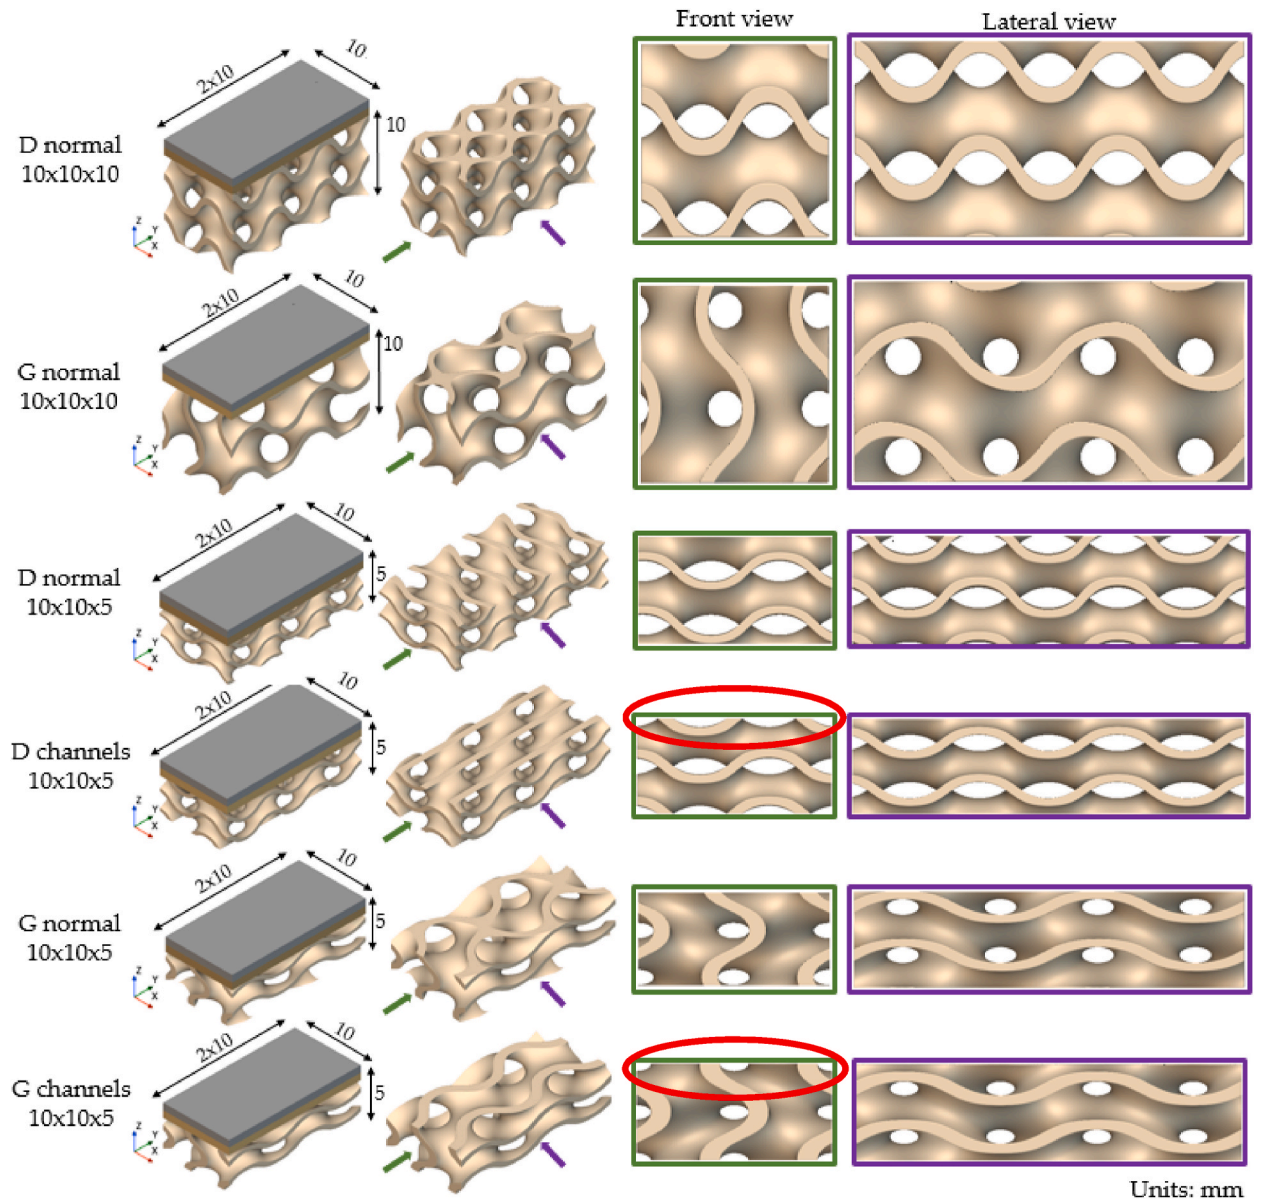 Front view
Lateral view
2x10
10
10
D normal
10x10x10
Z
Y
X
2x10
10
10
G normal
10x10x10
Z
Y
X
2x10
10
5
D normal
10x10x5
Z
Y
X
2x10
10
5
D channels
10x10x5
Z
Y
X
2x10
10
5
G normal
10x10x5
Z
Y
X
2x10
10
5
G channels
10x10x5
Z
Y
X
Units: mm